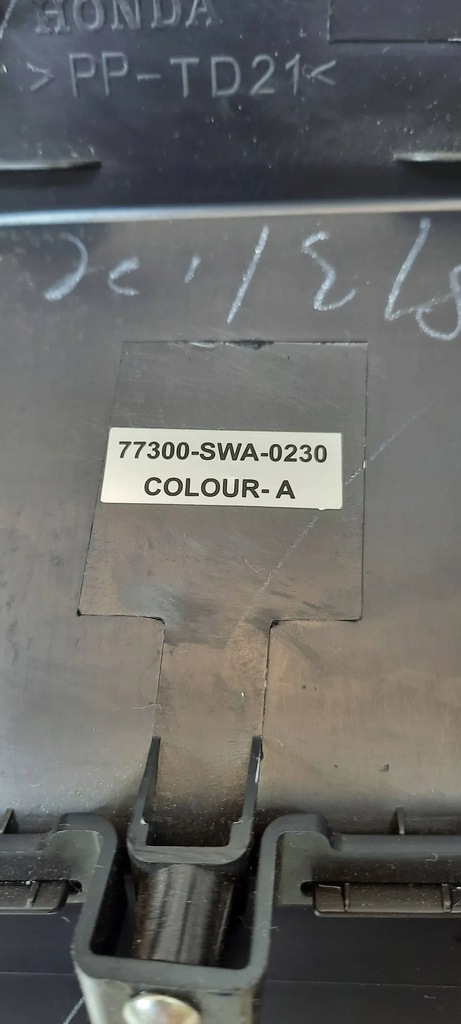 HONDA
>PP-TD21<
77300-SWA-0230
COLOUR- A